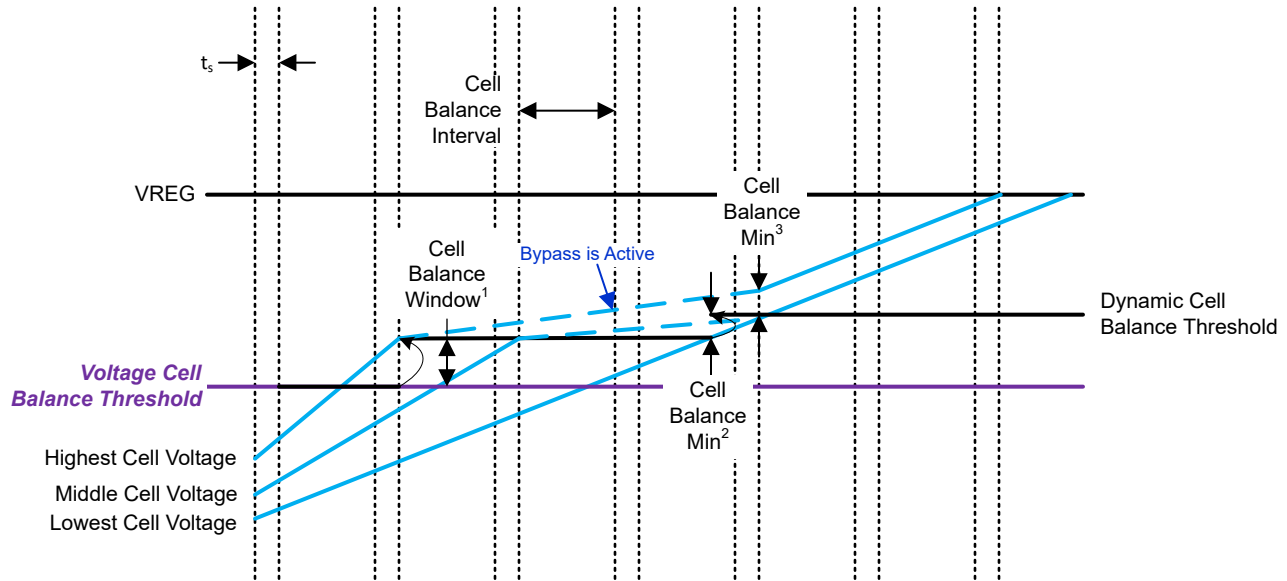 tₛ
Cell
Balance
Interval
VREG
Cell
Balance
Min³
Cell
Balance
Window¹
Bypass is Active
Dynamic Cell
Balance Threshold
Voltage Cell
Balance Threshold
Cell
Balance
Min²
Highest Cell Voltage
Middle Cell Voltage
Lowest Cell Voltage